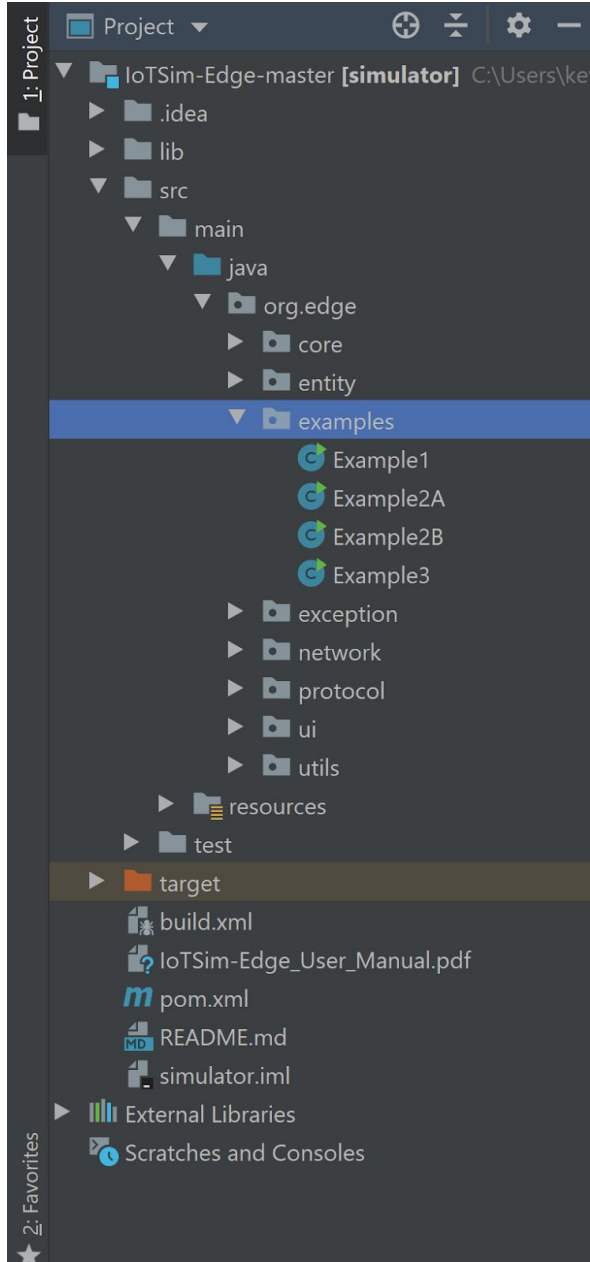 1: Project
Project
IoTSim-Edge-master [simulator] C:\Users\ke
.idea
lib
src
main
java
org.edge
core
entity
examples
C Example1
C Example2A
C Example2B
C Example3
exception
network
protocol
ui
utils
resources
test
target
build.xml
? IoTSim-Edge_User_Manual.pdf
m pom.xml
MD README.md
simulator.iml
External Libraries
Scratches and Consoles
2: Favorites